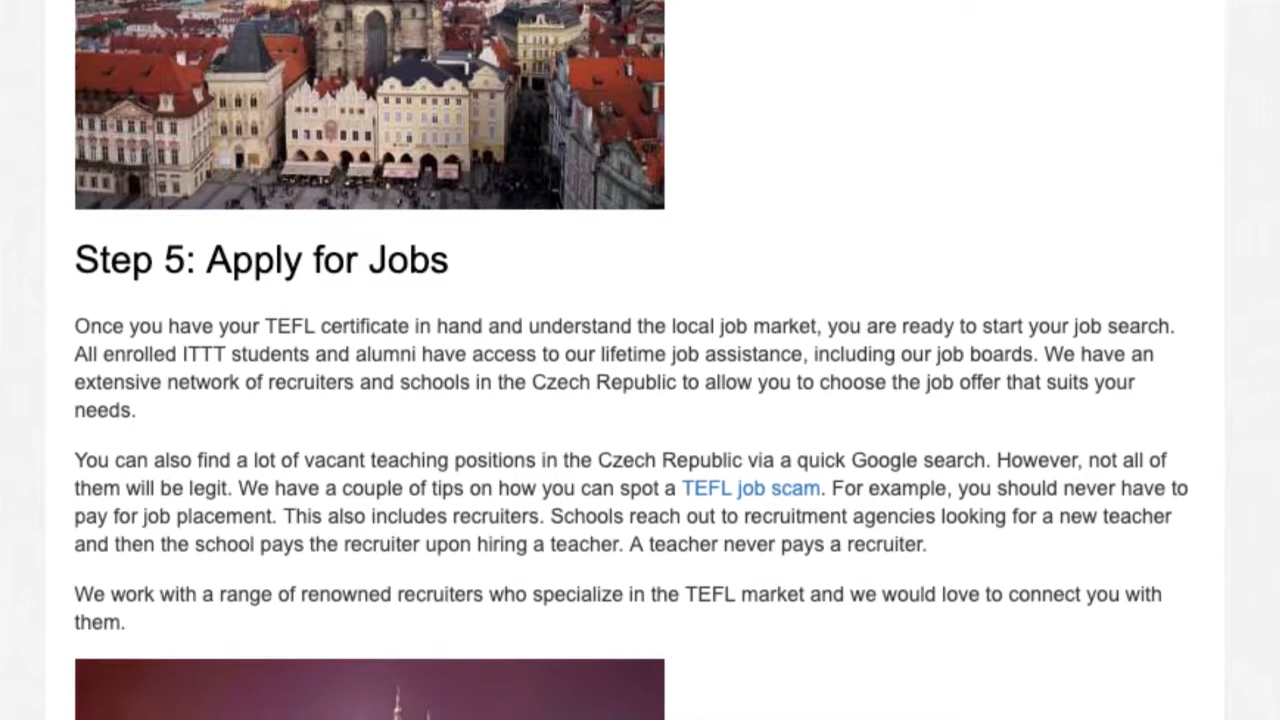 Step 5: Apply for Jobs
Once you have your TEFL certificate in hand and understand the local job market, you are ready to start your job search.
All enrolled ITTT students and alumni have access to our lifetime job assistance, including our job boards. We have an
extensive network of recruiters and schools in the Czech Republic to allow you to choose the job offer that suits your
needs.
You can also find a lot of vacant teaching positions in the Czech Republic via a quick Google search. However, not all of
them will be legit. We have a couple of tips on how you can spot a TEFL job scam. For example, you should never have to
pay for job placement. This also includes recruiters. Schools reach out to recruitment agencies looking for a new teacher
and then the school pays the recruiter upon hiring a teacher. A teacher never pays a recruiter.
We work with a range of renowned recruiters who specialize in the TEFL market and we would love to connect you with
them.